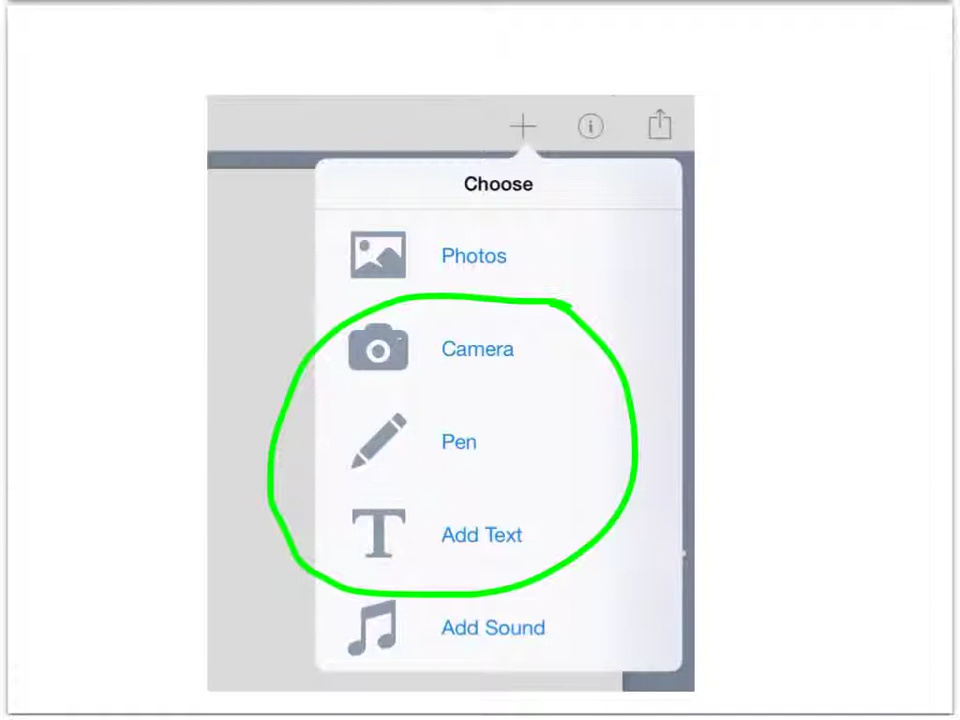 Choose
Photos
Camera
Pen
Add Text
Add Sound